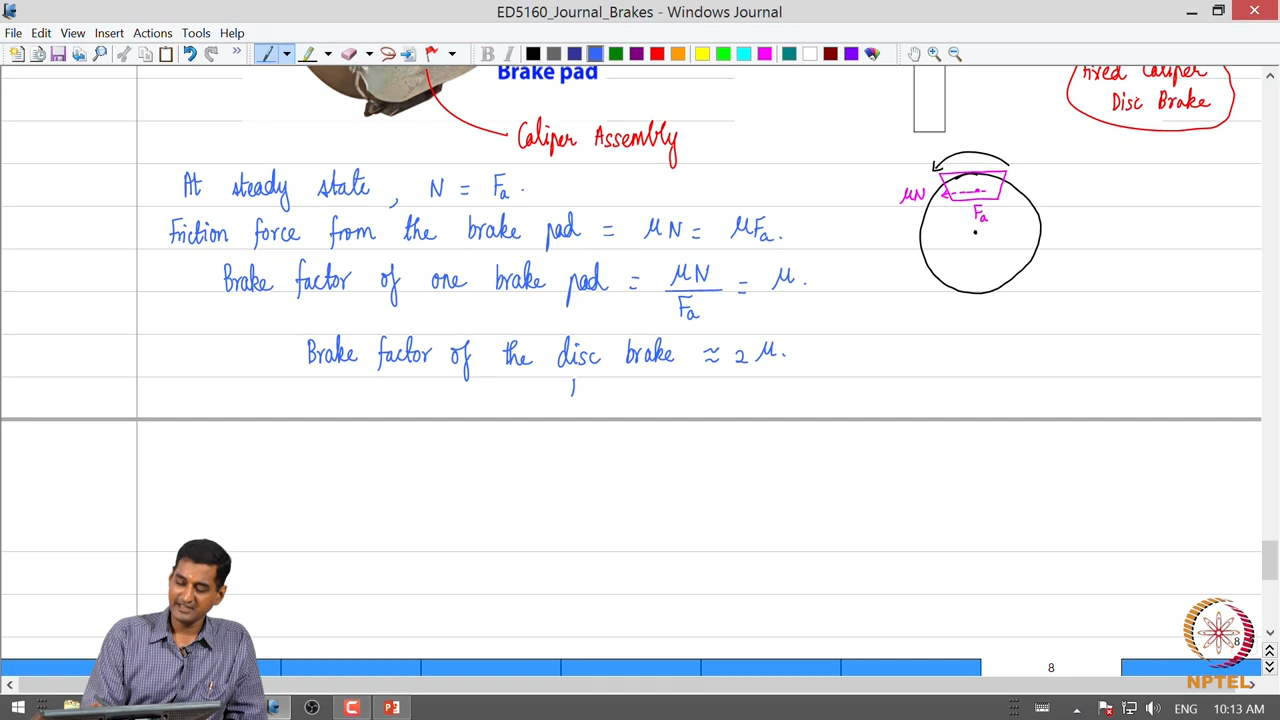 ED5160_Journal_Brakes - Windows Journal
File Edit View Insert Actions Tools Help
Brake pad
Fixed Caliper
Disc Brake
Caliper Assembly
At steady state, N = Fa.
Friction force from the brake pad = μN = μFa.
Brake factor of one brake pad = μN / Fa = μ.
Brake factor of the disc brake ≈ 2μ.
μN
Fa
8
8
NPTEL
ENG 10:13 AM